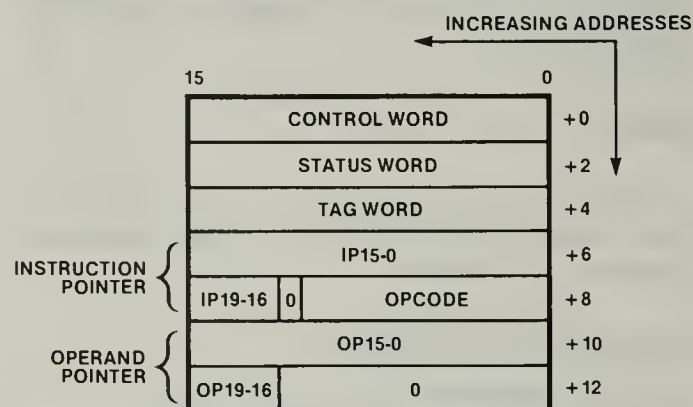 INCREASING ADDRESSES
15 0
CONTROL WORD +0
STATUS WORD +2
TAG WORD +4
INSTRUCTION POINTER
IP15-0 +6
IP19-16 0 OPCODE +8
OPERAND POINTER
OP15-0 +10
OP19-16 0 +12